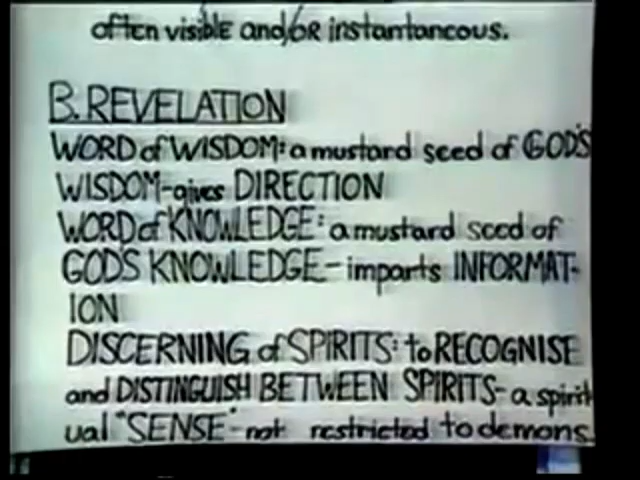 often visible and/or instantaneous.
B. REVELATION
WORD of WISDOM: a mustard seed of GOD'S
WISDOM-gives DIRECTION
WORD of KNOWLEDGE: a mustard seed of
GOD'S KNOWLEDGE- imparts INFORMAT-
ION
DISCERNING of SPIRITS: to RECOGNISE
and DISTINGUISH BETWEEN SPIRITS- a spirit
ual "SENSE" not restricted to demons